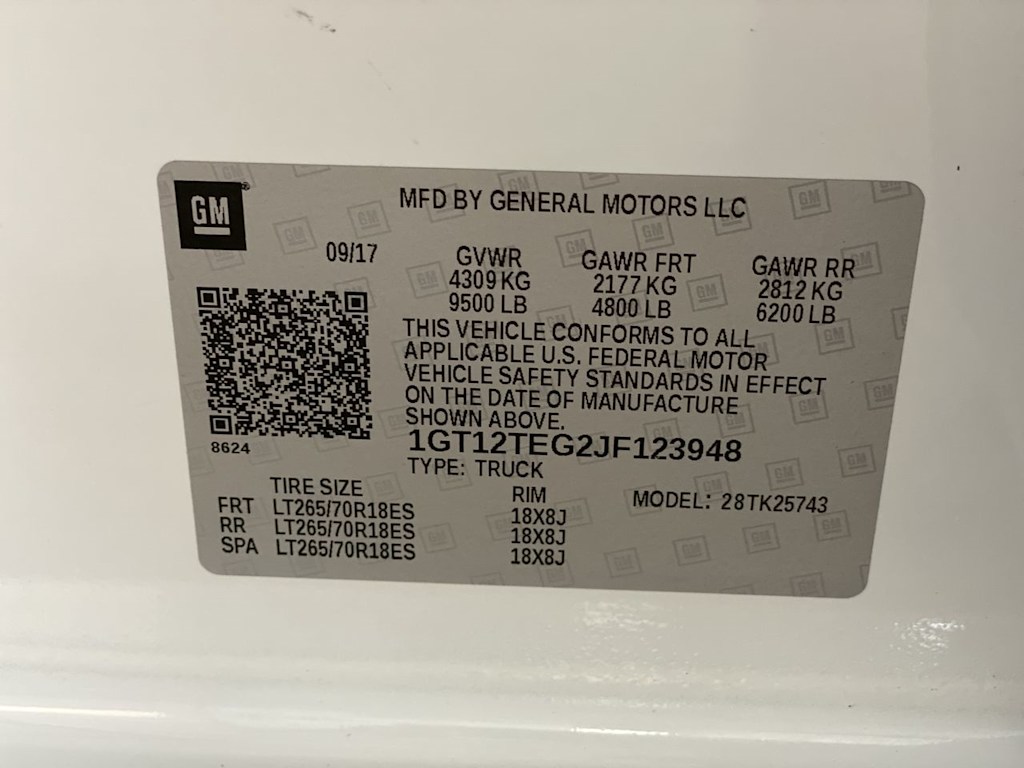 GM®
MFD BY GENERAL MOTORS LLC
09/17
GVWR GAWR FRT GAWR RR
4309 KG 2177 KG 2812 KG
9500 LB 4800 LB 6200 LB
THIS VEHICLE CONFORMS TO ALL
APPLICABLE U.S. FEDERAL MOTOR
VEHICLE SAFETY STANDARDS IN EFFECT
ON THE DATE OF MANUFACTURE
SHOWN ABOVE.
8624
1GT12TEG2JF123948
TYPE: TRUCK
TIRE SIZE RIM MODEL: 28TK25743
FRT LT265/70R18ES 18X8J
RR LT265/70R18ES 18X8J
SPA LT265/70R18ES 18X8J